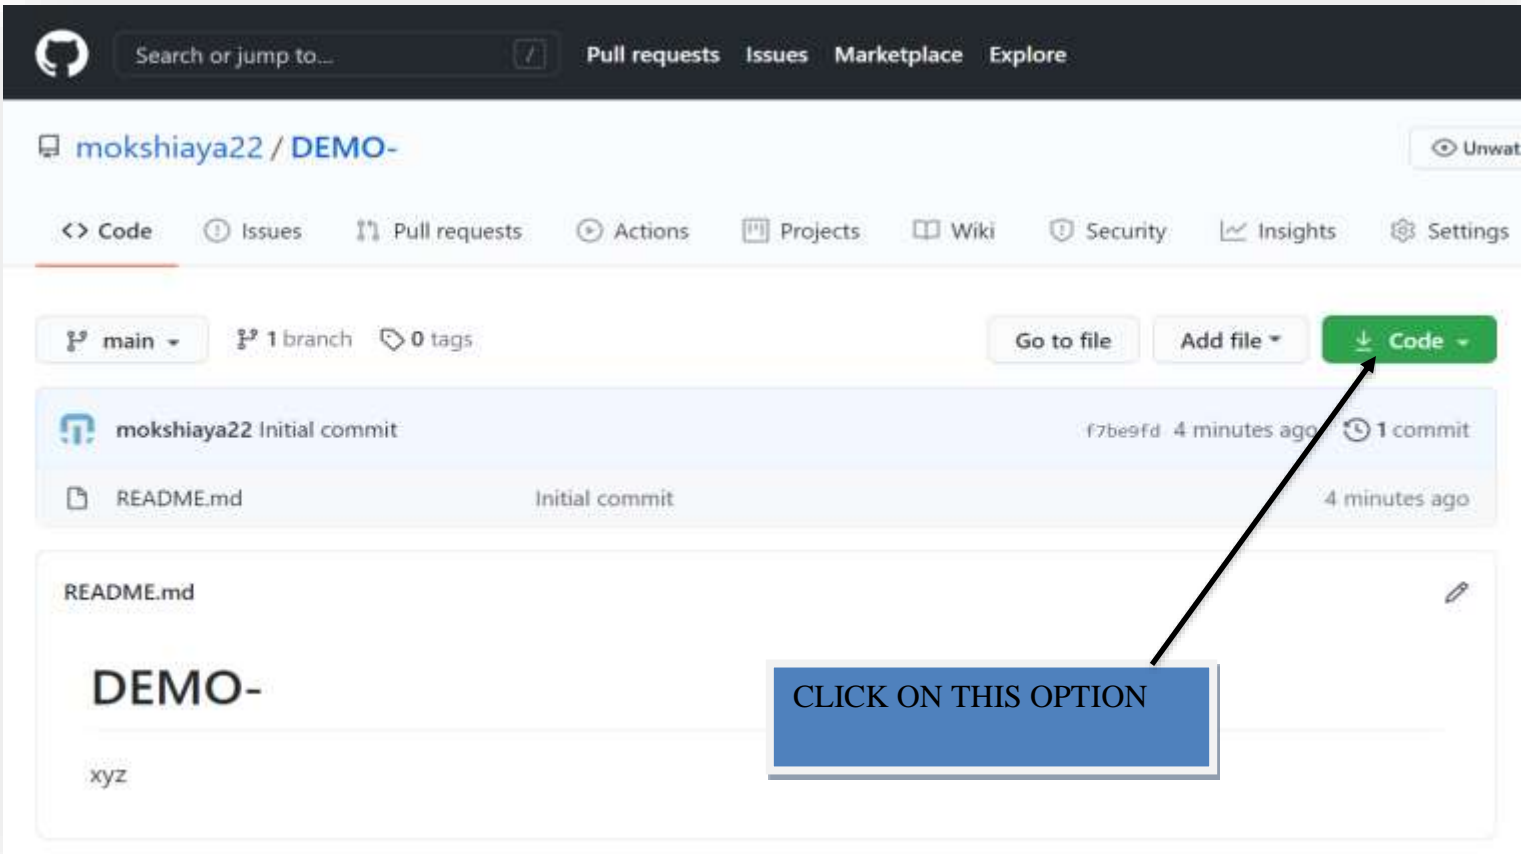 Search or jump to... / Pull requests Issues Marketplace Explore
mokshiaya22 / DEMO- Unwat
<> Code Issues Pull requests Actions Projects Wiki Security Insights Settings
main 1 branch 0 tags Go to file Add file Code
mokshiaya22 Initial commit f7be9fd 4 minutes ago 1 commit
README.md Initial commit 4 minutes ago
README.md
DEMO-
CLICK ON THIS OPTION
xyz